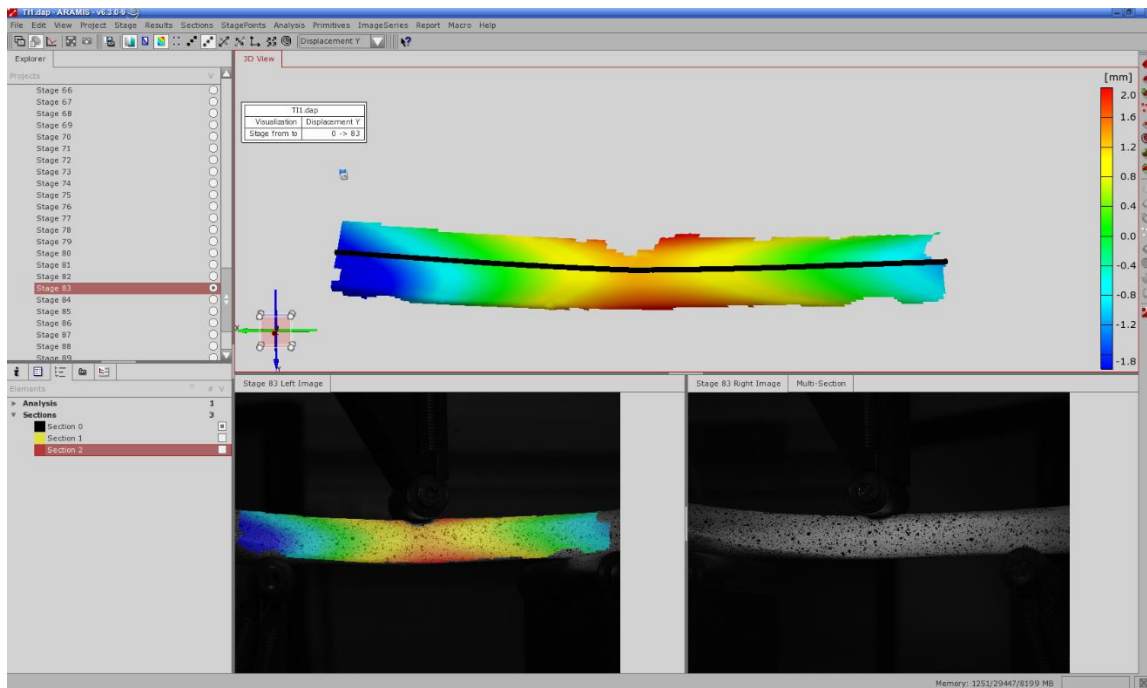 TI1.dap - ARAMIS - v6.3.0-9
File Edit View Project Stage Results Sections StagePoints Analysis Primitives ImageSeries Report Macro Help
Displacement Y
Explorer
3D View
Projects V
Stage 66
Stage 67
Stage 68
Stage 69
Stage 70
Stage 71
Stage 72
Stage 73
Stage 74
Stage 75
Stage 76
Stage 77
Stage 78
Stage 79
Stage 80
Stage 81
Stage 82
Stage 83
Stage 84
Stage 85
Stage 86
Stage 87
Stage 88
Stage 89
TI1.dap
Visualization Displacement Y
Stage from to 0 -> 83
[mm]
2.0
1.6
1.2
0.8
0.4
0.0
-0.4
-0.8
-1.2
-1.8
X
Y
Elements # V
Analysis 1
Sections 3
Section 0
Section 1
Section 2
Stage 83 Left Image
Stage 83 Right Image
Multi-Section
Memory: 1251/29447/8199 MB